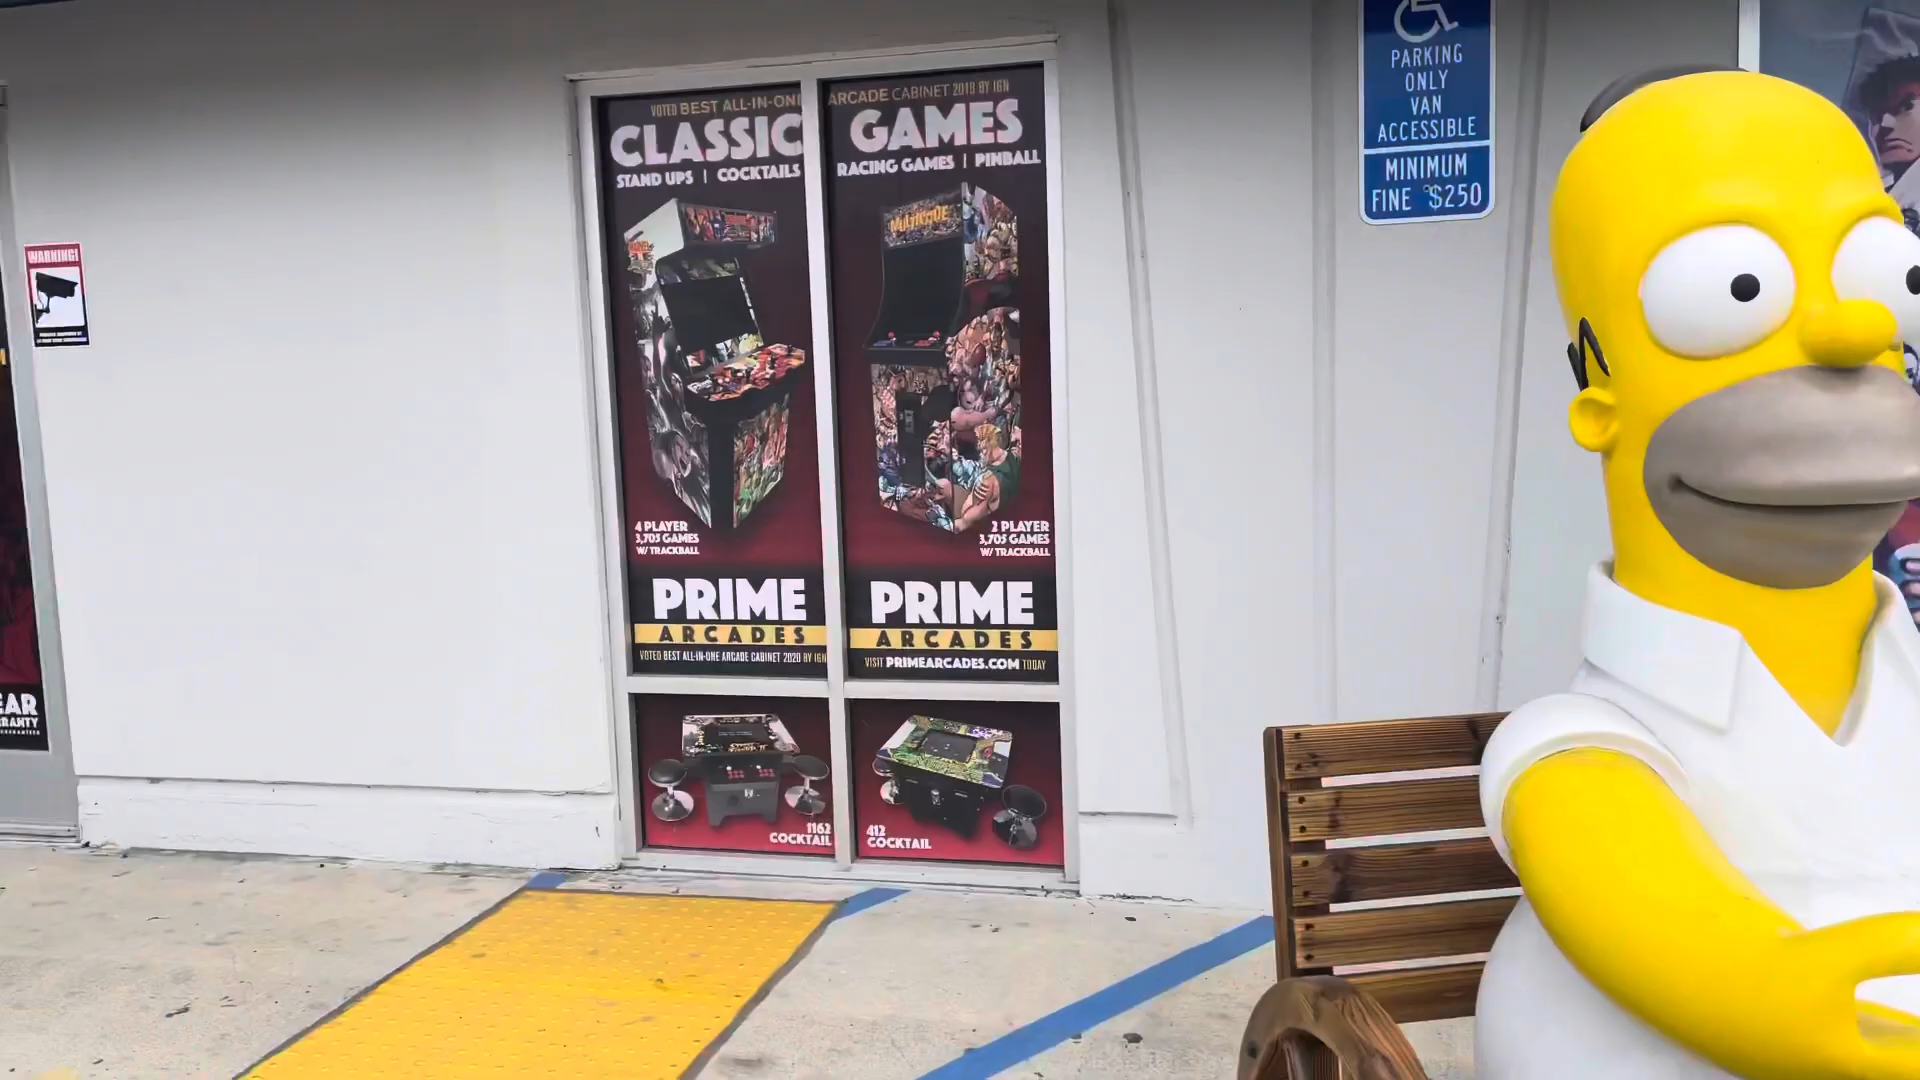 WARNING!
EAR
RANTY
VOTED BEST ALL-IN-ONE
CLASSIC
STAND UPS | COCKTAILS
MARVEL
4 PLAYER
3,705 GAMES
W/ TRACKBALL
PRIME
ARCADES
VOTED BEST ALL-IN-ONE ARCADE CABINET 2020 BY IGN
1162
COCKTAIL
ARCADE CABINET 2019 BY IGN
GAMES
RACING GAMES | PINBALL
MULTICADE
2 PLAYER
3,705 GAMES
W/ TRACKBALL
PRIME
ARCADES
VISIT PRIMEARCADES.COM TODAY
412
COCKTAIL
PARKING
ONLY
VAN
ACCESSIBLE
MINIMUM
FINE $250